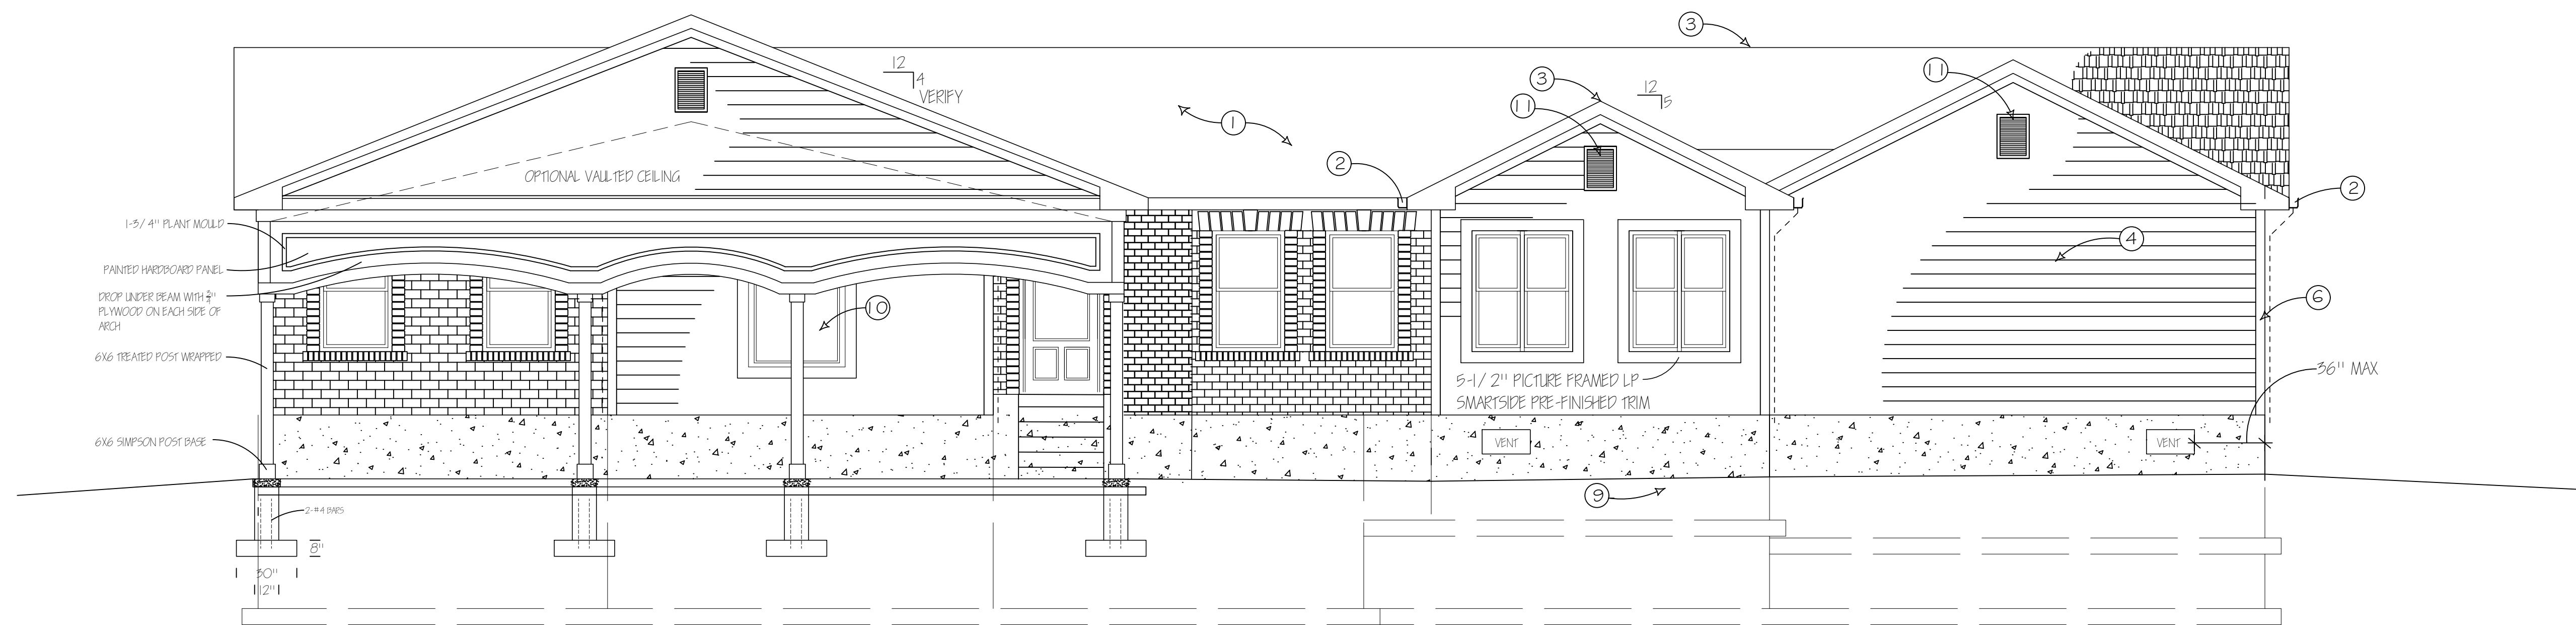 3
12
4
VERIFY
3
12
5
11
11
1
2
2
OPTIONAL VAULTED CEILING
1-3/4" PLANT MOULD
4
PAINTED HARDBOARD PANEL
DROP UNDER BEAM WITH 3/4"
PLYWOOD ON EACH SIDE OF
ARCH
10
6
6X6 TREATED POST WRAPPED
36" MAX
5-1/2" PICTURE FRAMED LP
SMARTSIDE PRE-FINISHED TRIM
6X6 SIMPSON POST BASE
VENT
VENT
9
2-#4 BARS
8"
30"
12"